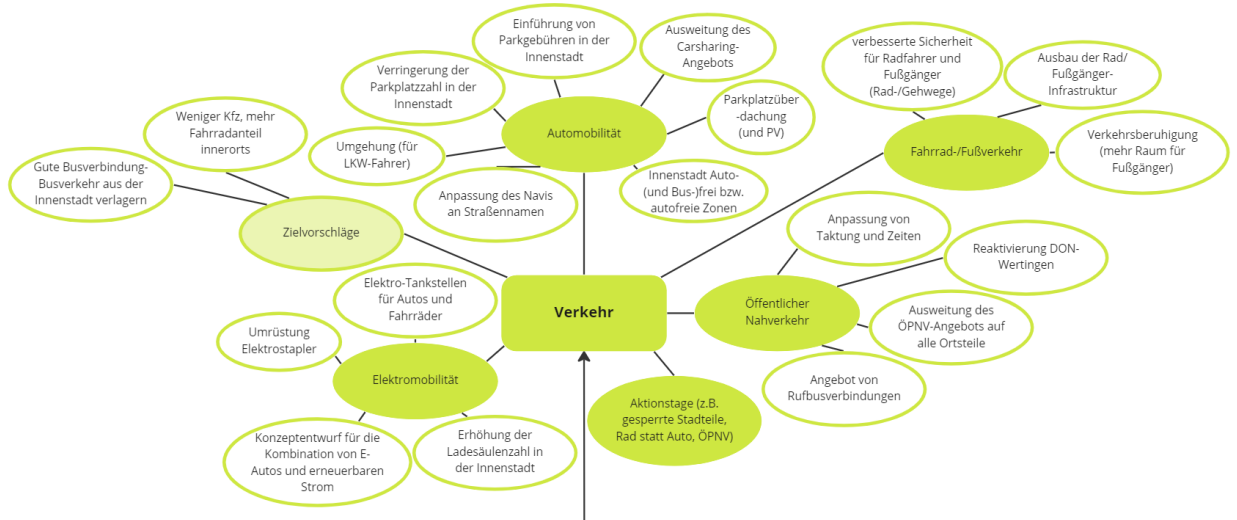 Einführung von
Parkgebühren in der
Innenstadt
Ausweitung des
Carsharing-
Angebots
verbesserte Sicherheit
für Radfahrer und
Fußgänger
(Rad-/Gehwege)
Ausbau der Rad/
Fußgänger-
Infrastruktur
Verringerung der
Parkplatzzahl in der
Innenstadt
Parkplatzüber
-dachung
(und PV)
Weniger Kfz, mehr
Fahrradanteil
innerorts
Automobilität
Umgehung (für
LKW-Fahrer)
Fahrrad-/Fußverkehr
Verkehrsberuhigung
(mehr Raum für
Fußgänger)
Gute Busverbindung-
Busverkehr aus der
Innenstadt verlagern
Anpassung des Navis
an Straßennamen
Innenstadt Auto-
(und Bus-)frei bzw.
autofreie Zonen
Zielvorschläge
Anpassung von
Taktung und Zeiten
Reaktivierung DON-
Wertingen
Elektro-Tankstellen
für Autos und
Fahrräder
Verkehr
Öffentlicher
Nahverkehr
Ausweitung des
ÖPNV-Angebots auf
alle Ortsteile
Umrüstung
Elektrostapler
Elektromobilität
Angebot von
Rufbusverbindungen
Aktionstage (z.B.
gesperrte Stadteile,
Rad statt Auto, ÖPNV)
Konzeptentwurf für die
Kombination von E-
Autos und erneuerbaren
Strom
Erhöhung der
Ladesäulenzahl in
der Innenstadt